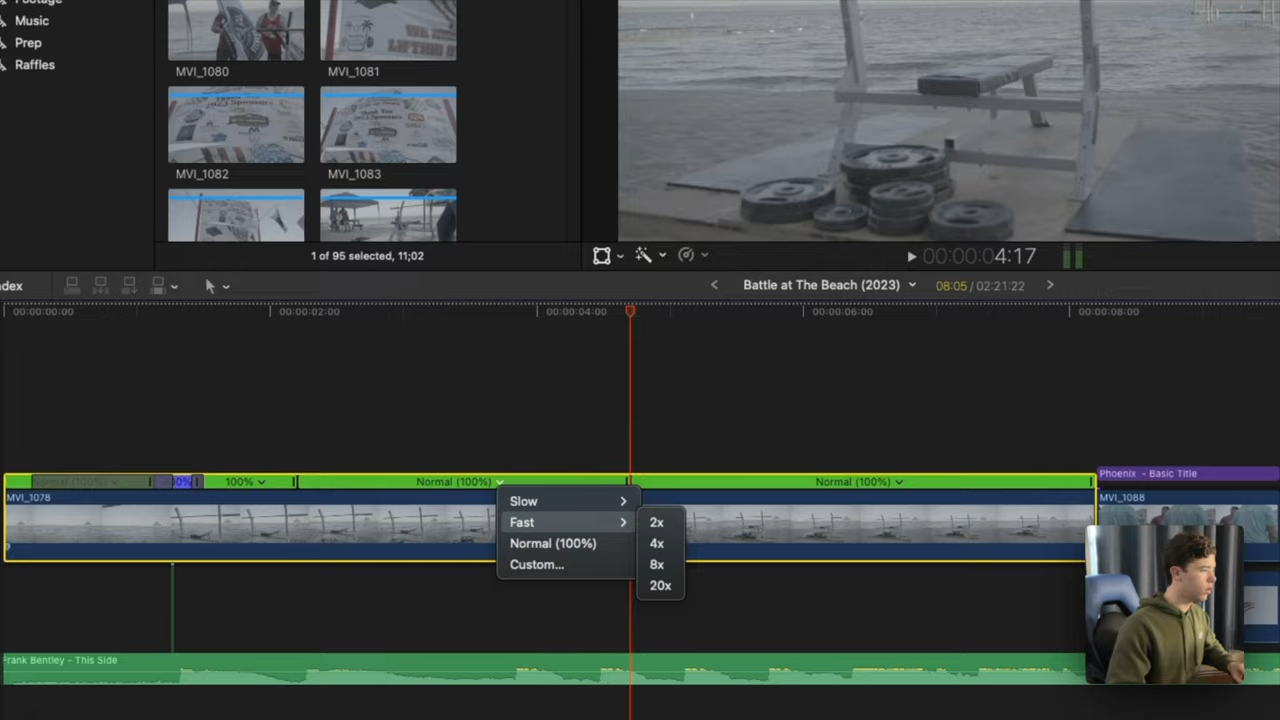 Footage
Music
Prep
Raffles
MVI_1080
MVI_1081
MVI_1082
MVI_1083
1 of 95 selected, 11;02
00:00:00:04:17
dex
Battle at The Beach (2023)
08:05 / 02:21:22
00:00:00:00
00:00:02:00
00:00:04:00
00:00:06:00
00:00:08:00
Normal (100%)
00%
100%
Normal (100%)
Normal (100%)
Phoenix - Basic Title
MVI_1078
MVI_1088
Slow
Fast
Normal (100%)
Custom...
2x
4x
8x
20x
Frank Bentley - This Side